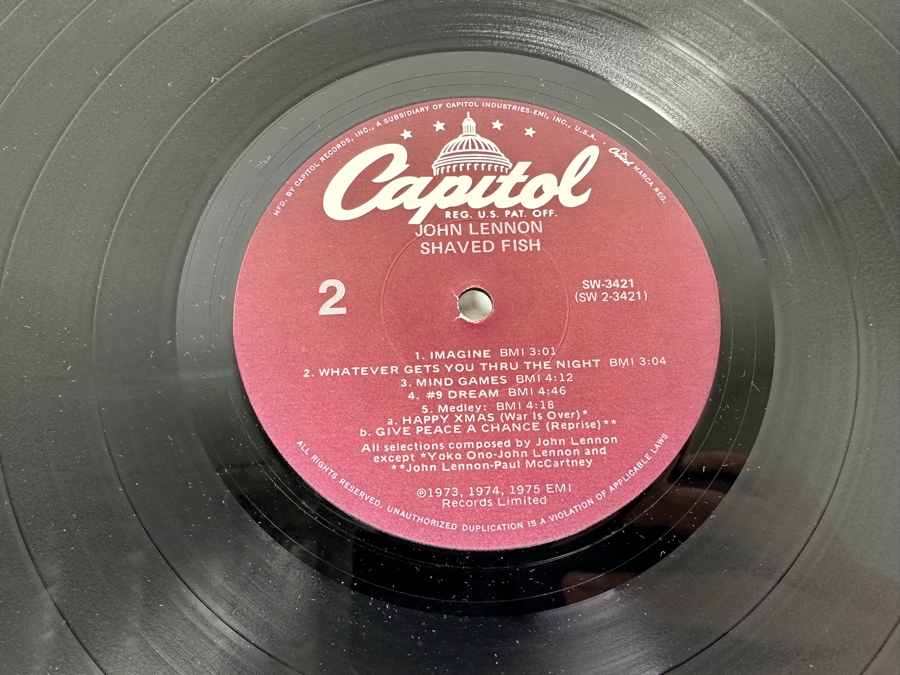 MFD. BY CAPITOL RECORDS, INC., A SUBSIDIARY OF CAPITOL INDUSTRIES-EMI, INC., U.S.A. . Capitol MARCA REG.
Capitol
REG. U.S. PAT. OFF.
JOHN LENNON
SHAVED FISH
2
SW-3421
(SW 2-3421)
1. IMAGINE BMI 3:01
2. WHATEVER GETS YOU THRU THE NIGHT BMI 3:04
3. MIND GAMES BMI 4:12
4. #9 DREAM BMI 4:46
5. Medley: BMI 4:18
a. HAPPY XMAS (War Is Over)*
b. GIVE PEACE A CHANCE (Reprise)**
All selections composed by John Lennon
except *Yoko Ono-John Lennon and
**John Lennon-Paul McCartney
℗1973, 1974, 1975 EMI
Records Limited
ALL RIGHTS RESERVED. UNAUTHORIZED DUPLICATION IS A VIOLATION OF APPLICABLE LAWS